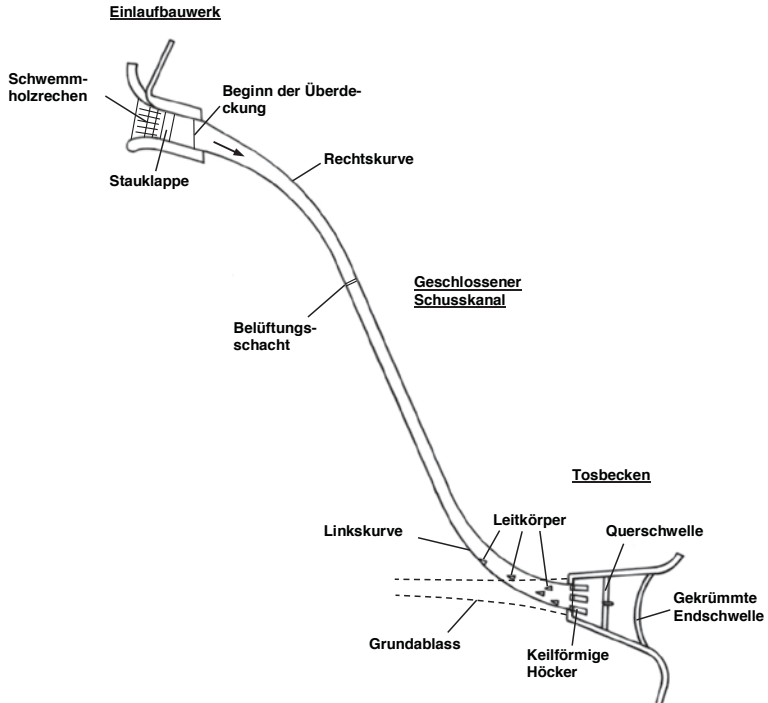 Einlaufbauwerk
Schwemm-
holzrechen
Beginn der Überde-
ckung
Stauklappe
Rechtskurve
Geschlossener
Schusskanal
Belüftungs-
schacht
Tosbecken
Linkskurve
Leitkörper
Querschwelle
Gekrümmte
Endschwelle
Grundablass
Keilförmige
Höcker